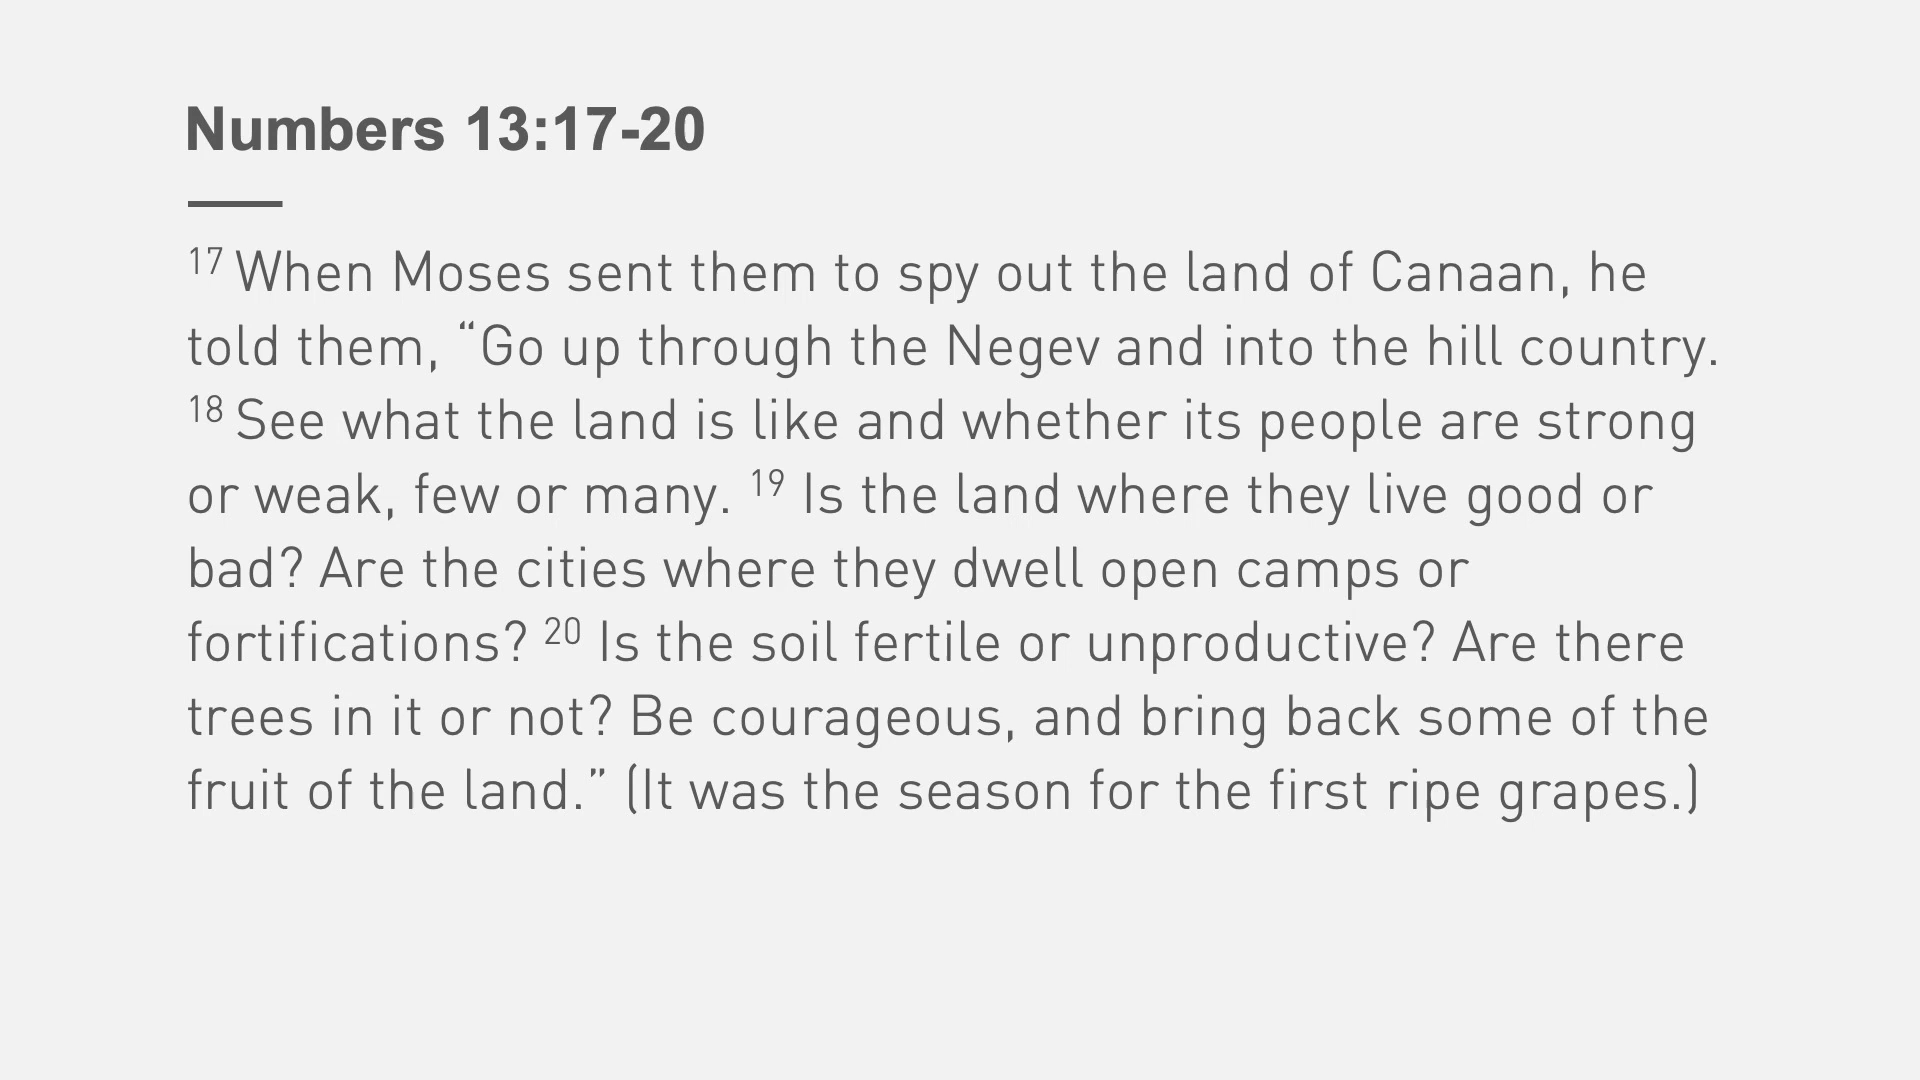 Numbers 13:17-20
17 When Moses sent them to spy out the land of Canaan, he
told them, “Go up through the Negev and into the hill country.
18 See what the land is like and whether its people are strong
or weak, few or many. 19 Is the land where they live good or
bad? Are the cities where they dwell open camps or
fortifications? 20 Is the soil fertile or unproductive? Are there
trees in it or not? Be courageous, and bring back some of the
fruit of the land.” (It was the season for the first ripe grapes.)